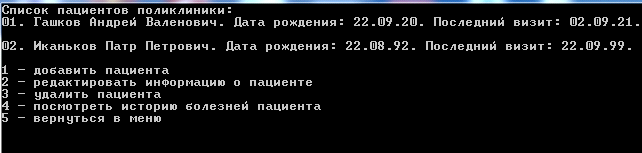 Список пациентов поликлиники:
01. Гашков Андрей Валенович. Дата рождения: 22.09.20. Последний визит: 02.09.21.
02. Иканьков Патр Петрович. Дата рождения: 22.08.92. Последний визит: 22.09.99.
1 - добавить пациента
2 - редактировать информацию о пациенте
3 - удалить пациента
4 - посмотреть историю болезней пациента
5 - вернуться в меню